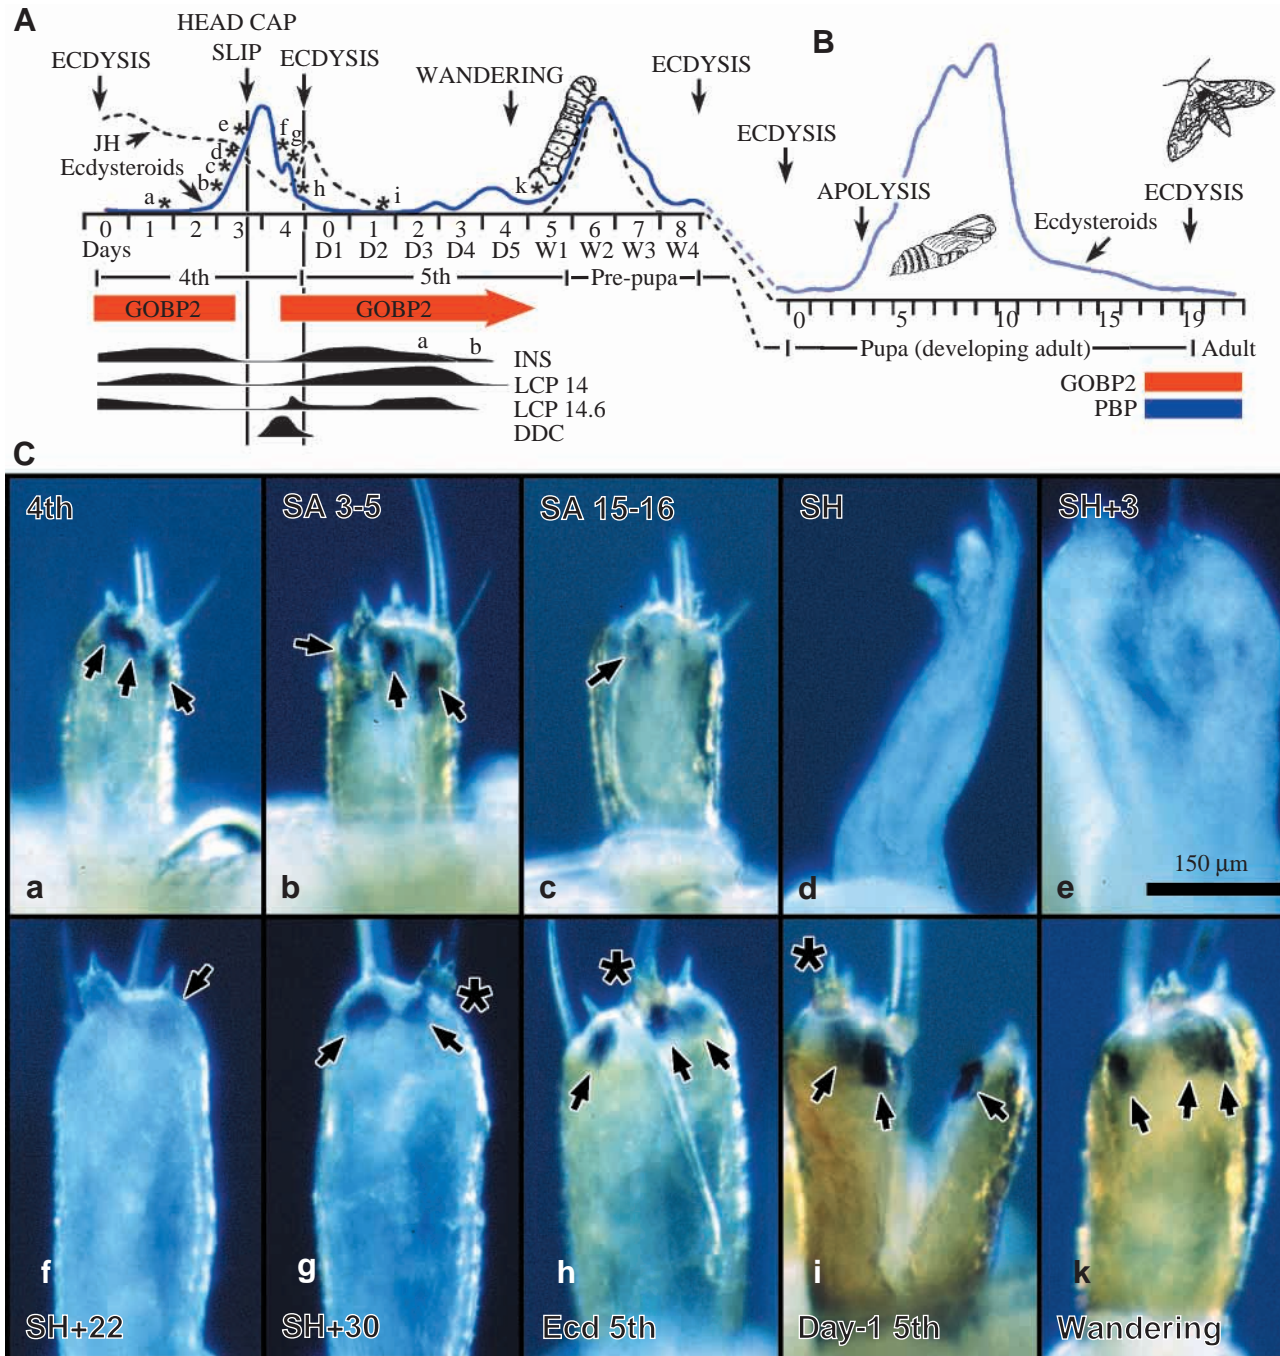 A
HEAD CAP
SLIP
ECDYSIS
ECDYSIS
WANDERING
ECDYSIS
JH
Ecdysteroids
a
b
c
d
e
f
g
h
i
k
0 1 2 3 4 0 1 2 3 4 5 6 7 8
Days D1 D2 D3 D4 D5 W1 W2 W3 W4
4th 5th Pre-pupa
GOBP2 GOBP2
a b
INS
LCP 14
LCP 14.6
DDC
B
ECDYSIS
APOLYSIS
ECDYSIS
Ecdysteroids
0 5 10 15 19
Pupa (developing adult) Adult
GOBP2
PBP
C
4th
a
SA 3-5
b
SA 15-16
c
SH
d
SH+3
150 µm
e
f
SH+22
g
SH+30
h
Ecd 5th
i
Day-1 5th
k
Wandering